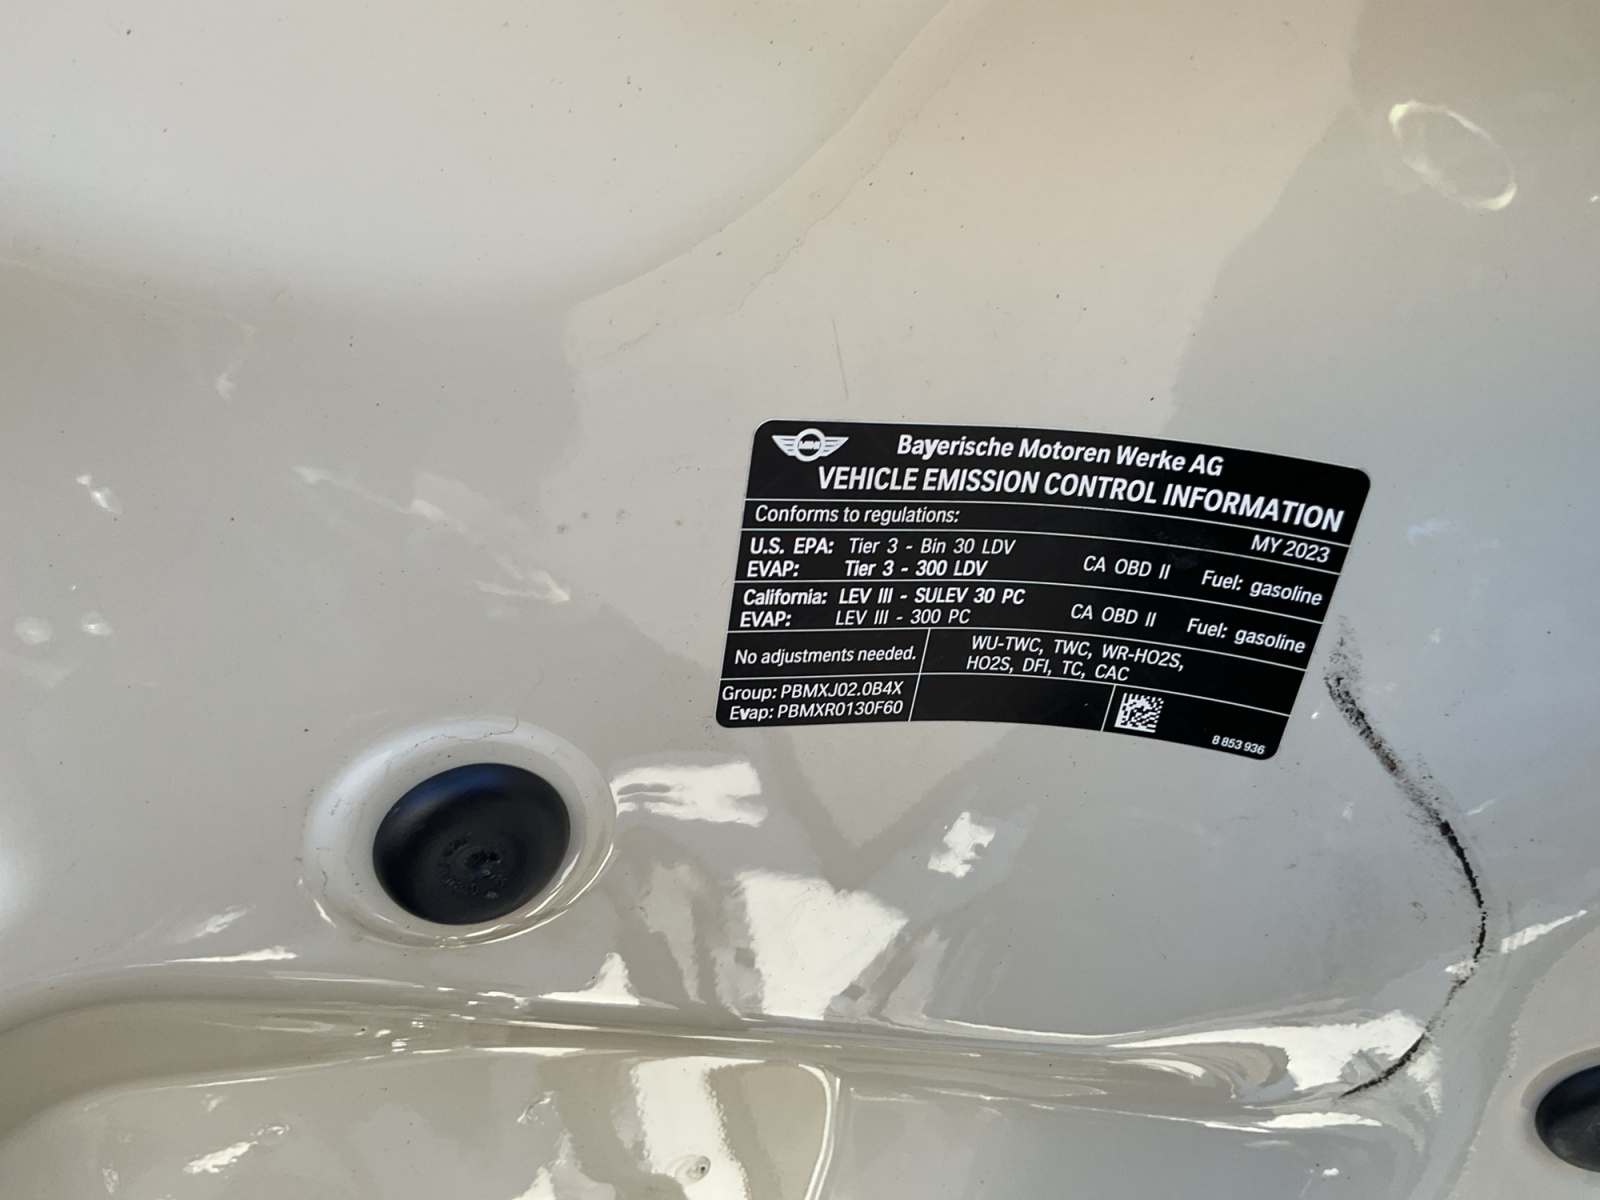 MINI
Bayerische Motoren Werke AG
VEHICLE EMISSION CONTROL INFORMATION
Conforms to regulations:
MY 2023
U.S. EPA: Tier 3 - Bin 30 LDV
EVAP: Tier 3 - 300 LDV
CA OBD II Fuel: gasoline
California: LEV III - SULEV 30 PC
EVAP: LEV III - 300 PC
CA OBD II Fuel: gasoline
No adjustments needed.
WU-TWC, TWC, WR-HO2S,
HO2S, DFI, TC, CAC
Group: PBMXJ02.0B4X
Evap: PBMXR0130F60
8 853 936